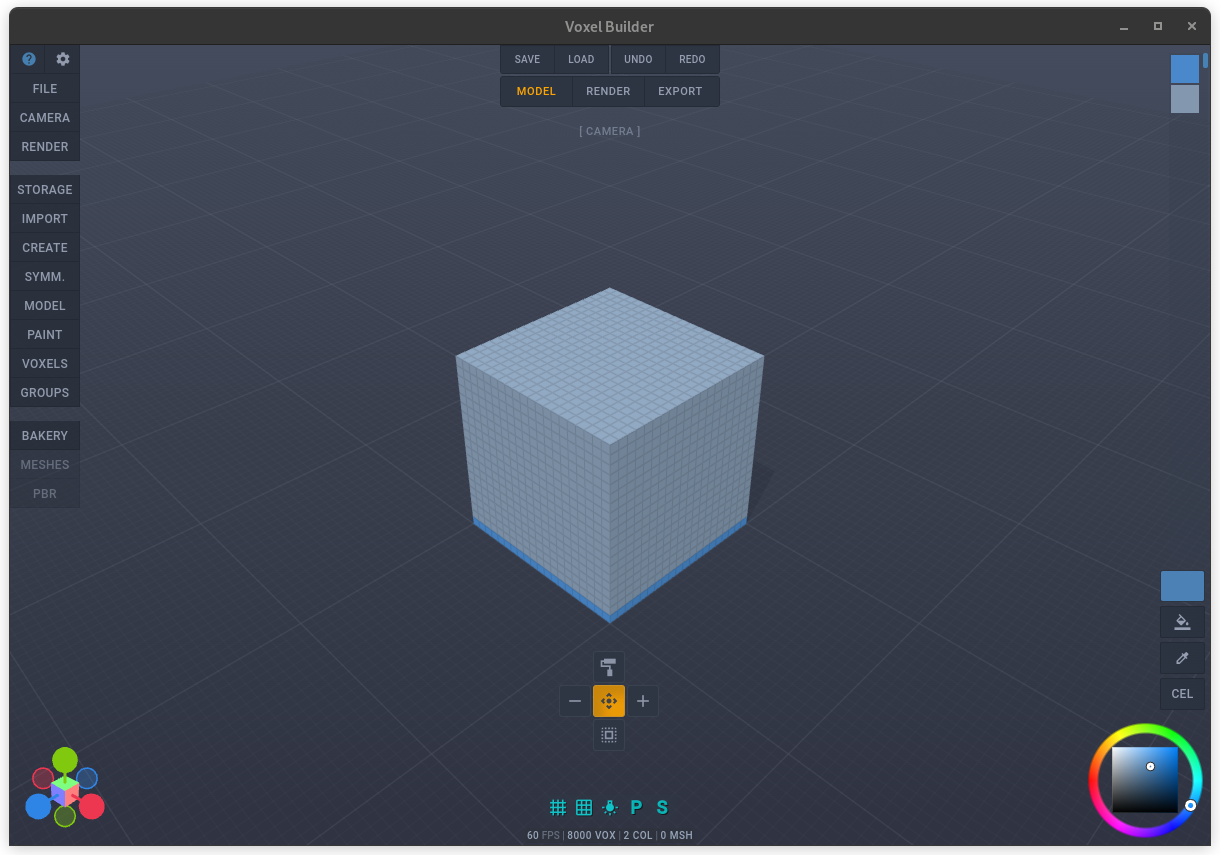 Voxel Builder
SAVE LOAD UNDO REDO
MODEL RENDER EXPORT
[ CAMERA ]
?
FILE
CAMERA
RENDER
STORAGE
IMPORT
CREATE
SYMM.
MODEL
PAINT
VOXELS
GROUPS
BAKERY
MESHES
PBR
CEL
P S
60 FPS | 8000 VOX | 2 COL | 0 MSH